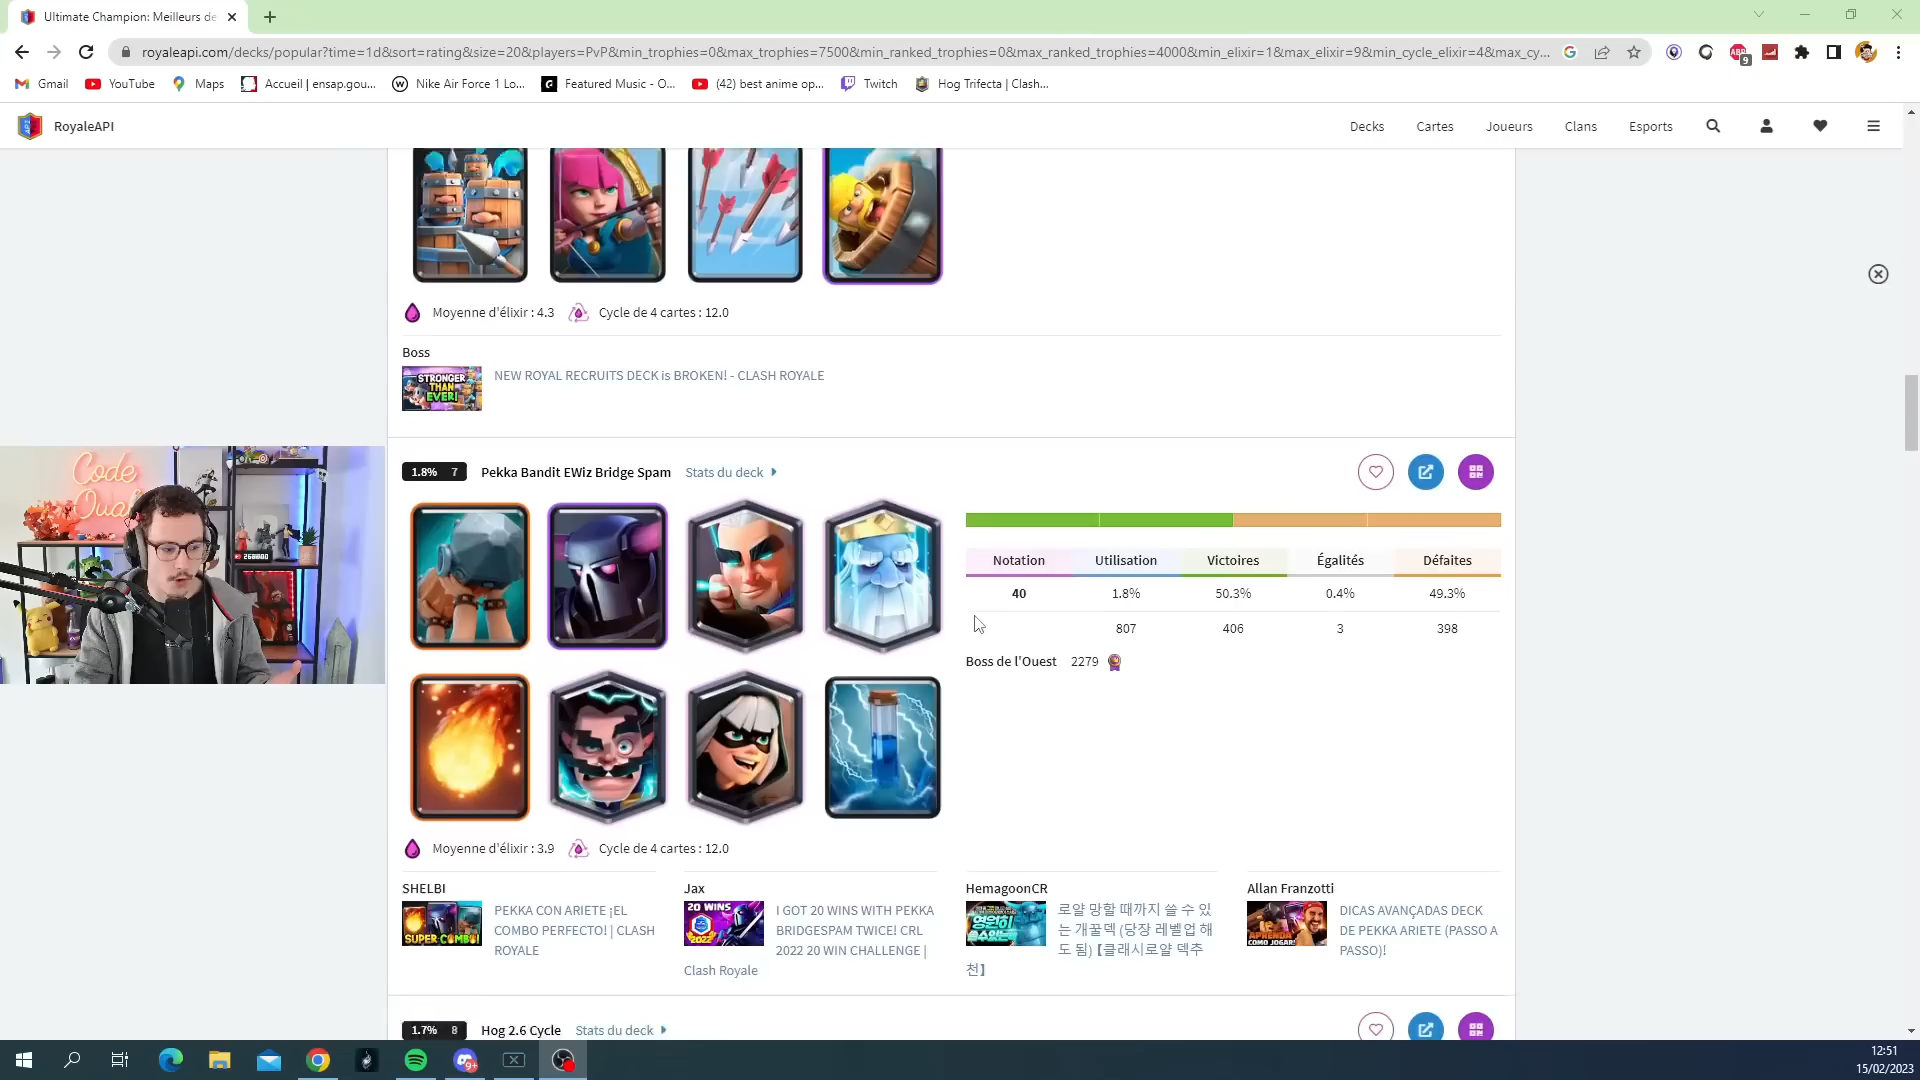 Ultimate Champion: Meilleurs de
royaleapi.com/decks/popular?time=1d&sort=rating&size=20&players=PvP&min_trophies=0&max_trophies=7500&min_ranked_trophies=0&max_ranked_trophies=4000&min_elixir=1&max_elixir=9&min_cycle_elixir=4&max_cy...
9
Gmail YouTube Maps Accueil | ensap.gou... Nike Air Force 1 Lo... Featured Music - O... (42) best anime op... Twitch Hog Trifecta | Clash...
RoyaleAPI
Decks Cartes Joueurs Clans Esports
Moyenne d'élixir : 4.3 Cycle de 4 cartes : 12.0
Boss
STRONGER THAN EVER!
NEW ROYAL RECRUITS DECK is BROKEN! - CLASH ROYALE
Code
1.8% 7 Pekka Bandit EWiz Bridge Spam Stats du deck
Notation Utilisation Victoires Égalités Défaites
40 1.8% 50.3% 0.4% 49.3%
807 406 3 398
Boss de l'Ouest 2279
Moyenne d'élixir : 3.9 Cycle de 4 cartes : 12.0
SHELBI
SUPER COMBO!
PEKKA CON ARIETE ¡EL
COMBO PERFECTO! | CLASH
ROYALE
Jax
20 WINS
2022
I GOT 20 WINS WITH PEKKA
BRIDGESPAM TWICE! CRL
2022 20 WIN CHALLENGE |
Clash Royale
HemagoonCR
로얄 망할 때까지 쓸 수 있
는 개꿀덱 (당장 레벨업 해
도 됨) 【클래시로얄 덱추
천】
Allan Franzotti
APRENDA
COMO JOGAR!
DICAS AVANÇADAS DECK
DE PEKKA ARIETE (PASSO A
PASSO)!
1.7% 8 Hog 2.6 Cycle Stats du deck
9+
12:51
15/02/2023